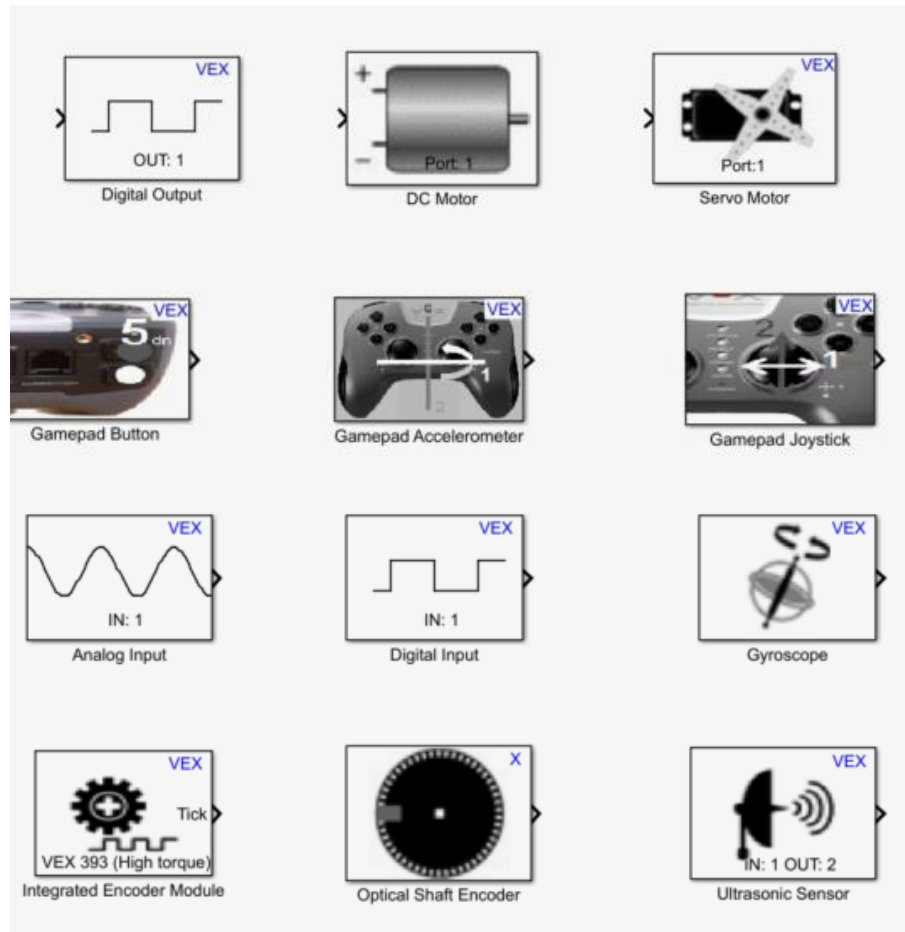 VEX
OUT: 1
Digital Output
+
-
Port: 1
DC Motor
VEX
Port:1
Servo Motor
VEX
5 dn
Gamepad Button
VEX
1
Gamepad Accelerometer
VEX
2
1
Gamepad Joystick
VEX
IN: 1
Analog Input
VEX
IN: 1
Digital Input
VEX
Gyroscope
VEX
Tick
VEX 393 (High torque)
Integrated Encoder Module
X
Optical Shaft Encoder
VEX
IN: 1 OUT: 2
Ultrasonic Sensor